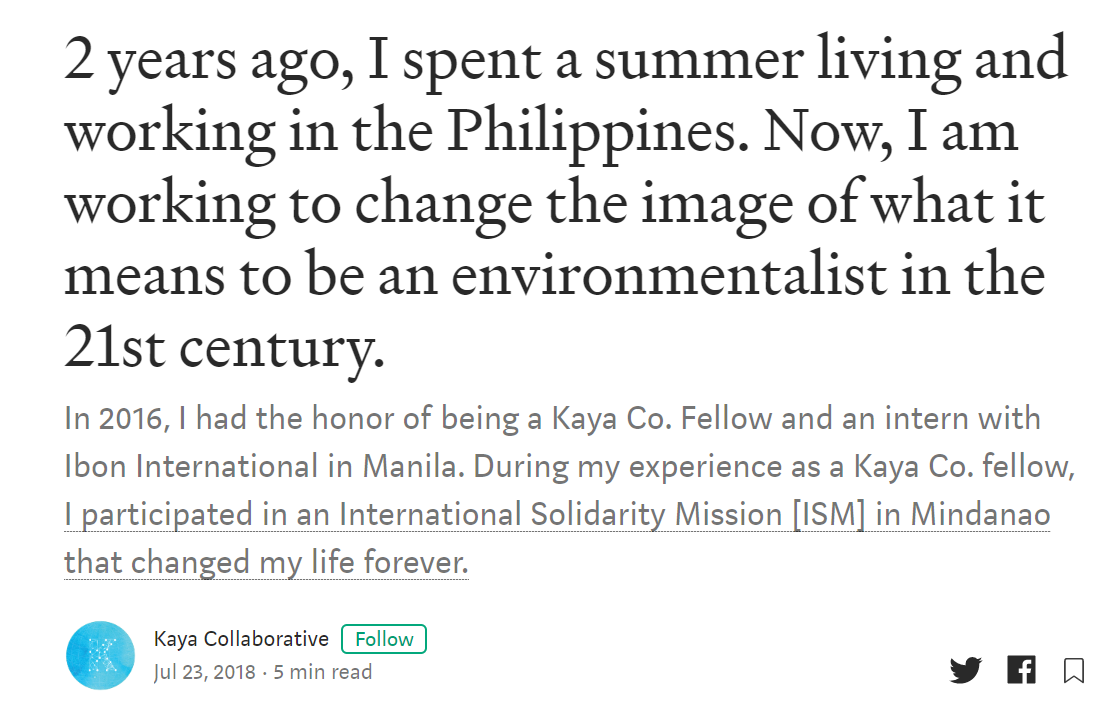 2 years ago, I spent a summer living and
working in the Philippines. Now, I am
working to change the image of what it
means to be an environmentalist in the
21st century.
In 2016, I had the honor of being a Kaya Co. Fellow and an intern with
Ibon International in Manila. During my experience as a Kaya Co. fellow,
I participated in an International Solidarity Mission [ISM] in Mindanao
that changed my life forever.
K
Kaya Collaborative Follow
Jul 23, 2018 · 5 min read